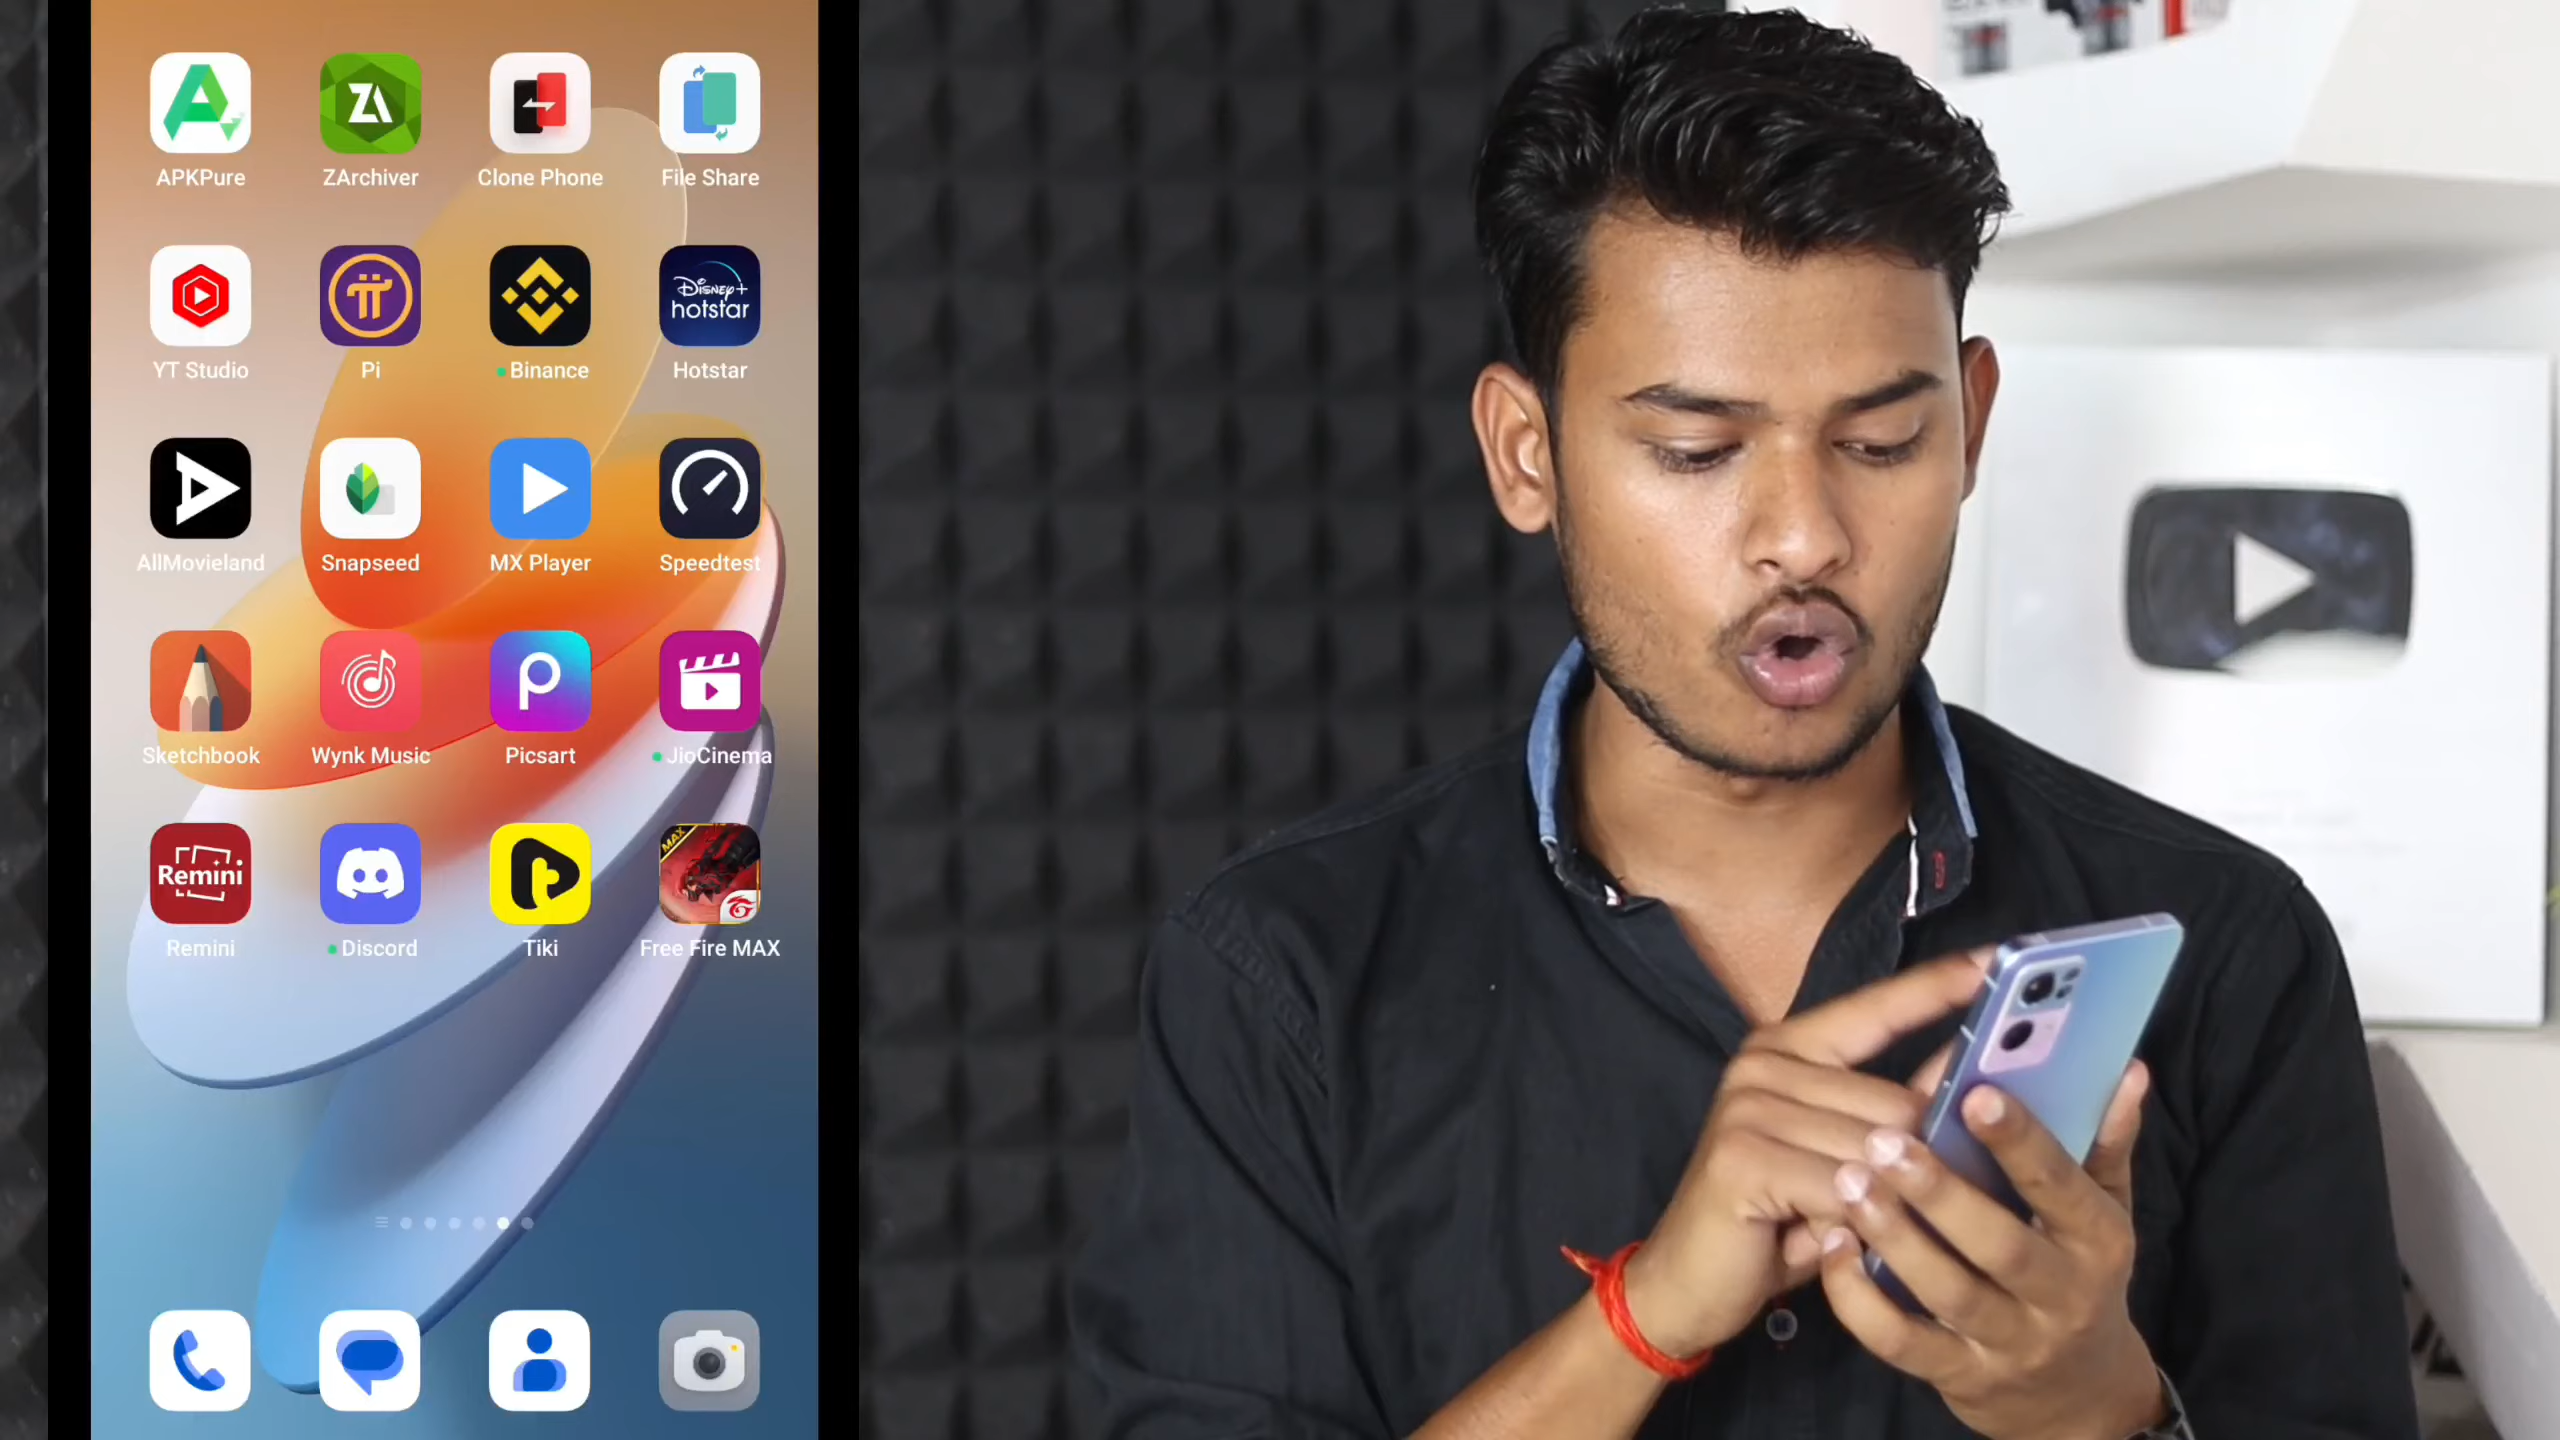 APKPure ZArchiver Clone Phone File Share
Disney+
hotstar
YT Studio Pi Binance Hotstar
AllMovieland Snapseed MX Player Speedtest
Sketchbook Wynk Music Picsart JioCinema
MAX
Remini
Remini Discord Tiki Free Fire MAX